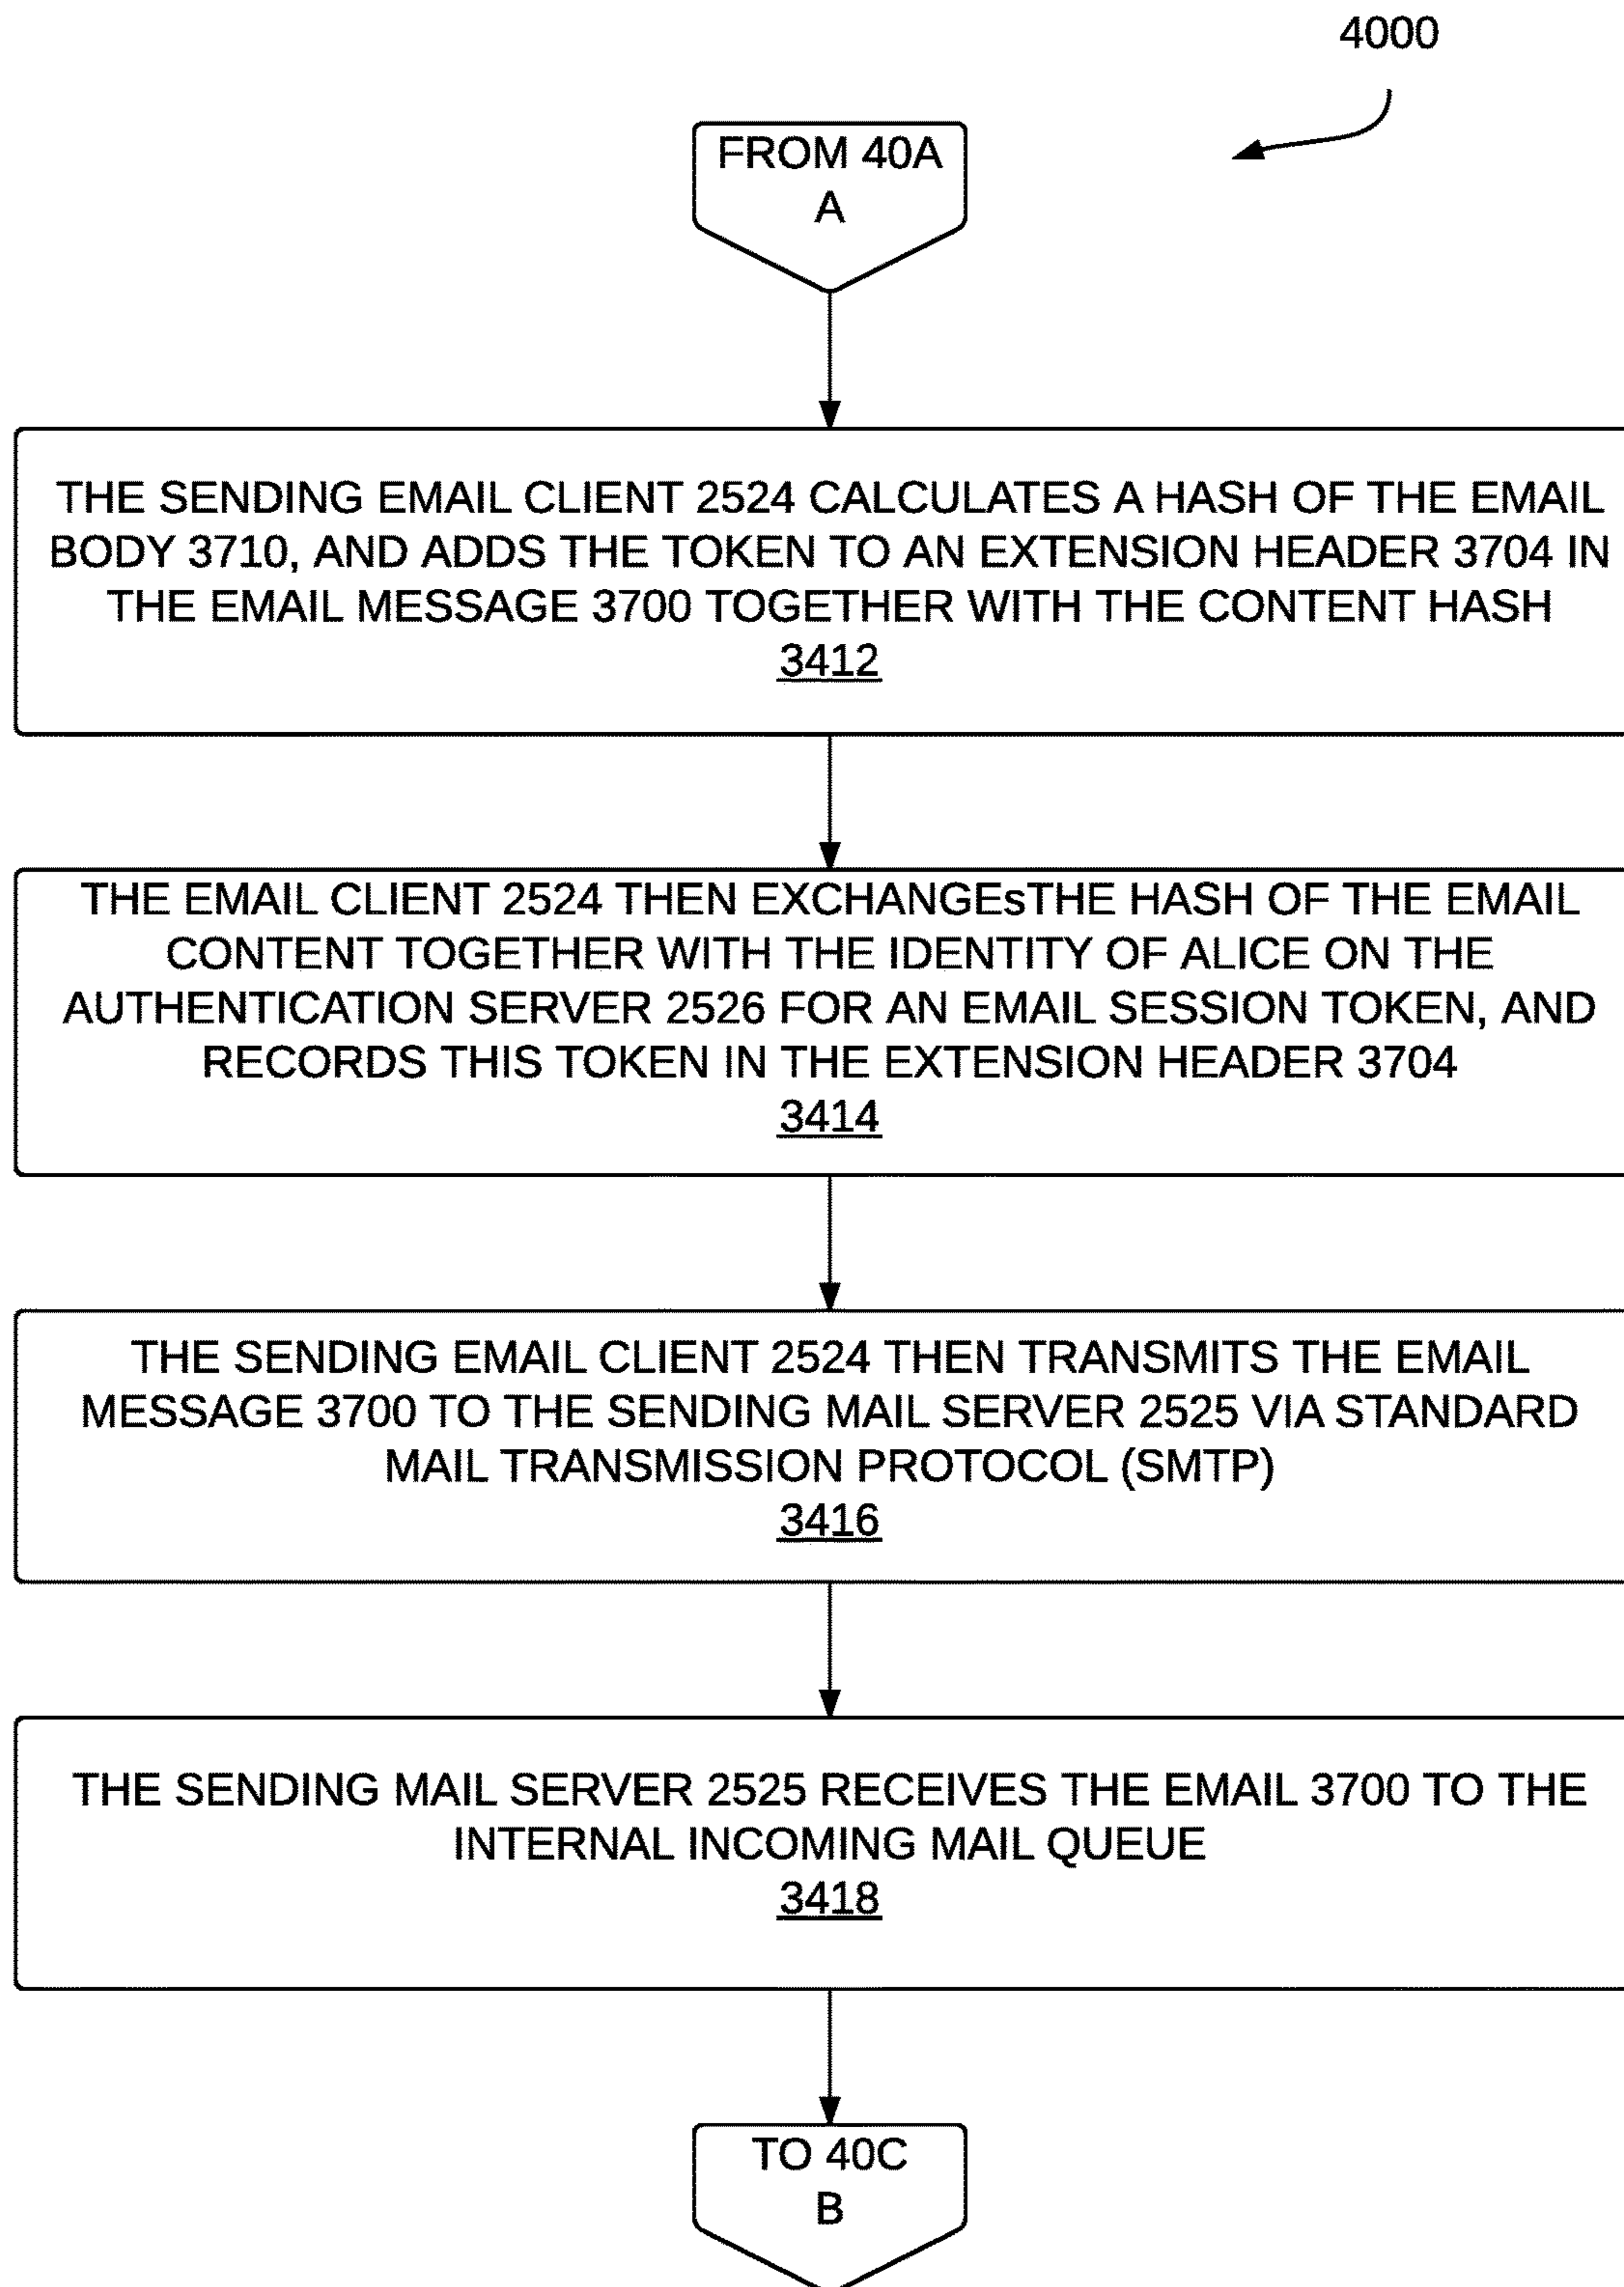 4000
FROM 40A
A
THE SENDING EMAIL CLIENT 2524 CALCULATES A HASH OF THE EMAIL
BODY 3710, AND ADDS THE TOKEN TO AN EXTENSION HEADER 3704 IN
THE EMAIL MESSAGE 3700 TOGETHER WITH THE CONTENT HASH
3412
THE EMAIL CLIENT 2524 THEN EXCHANGEsTHE HASH OF THE EMAIL
CONTENT TOGETHER WITH THE IDENTITY OF ALICE ON THE
AUTHENTICATION SERVER 2526 FOR AN EMAIL SESSION TOKEN, AND
RECORDS THIS TOKEN IN THE EXTENSION HEADER 3704
3414
THE SENDING EMAIL CLIENT 2524 THEN TRANSMITS THE EMAIL
MESSAGE 3700 TO THE SENDING MAIL SERVER 2525 VIA STANDARD
MAIL TRANSMISSION PROTOCOL (SMTP)
3416
THE SENDING MAIL SERVER 2525 RECEIVES THE EMAIL 3700 TO THE
INTERNAL INCOMING MAIL QUEUE
3418
TO 40C
B